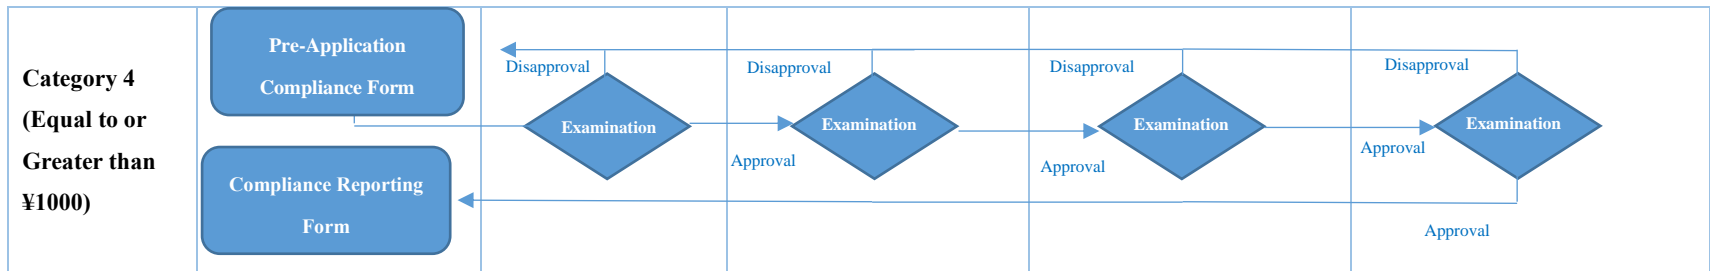 Category 4
(Equal to or
Greater than
¥1000)
Pre-Application
Compliance Form
Compliance Reporting
Form
Disapproval
Examination
Disapproval
Examination
Approval
Disapproval
Examination
Approval
Disapproval
Examination
Approval
Approval